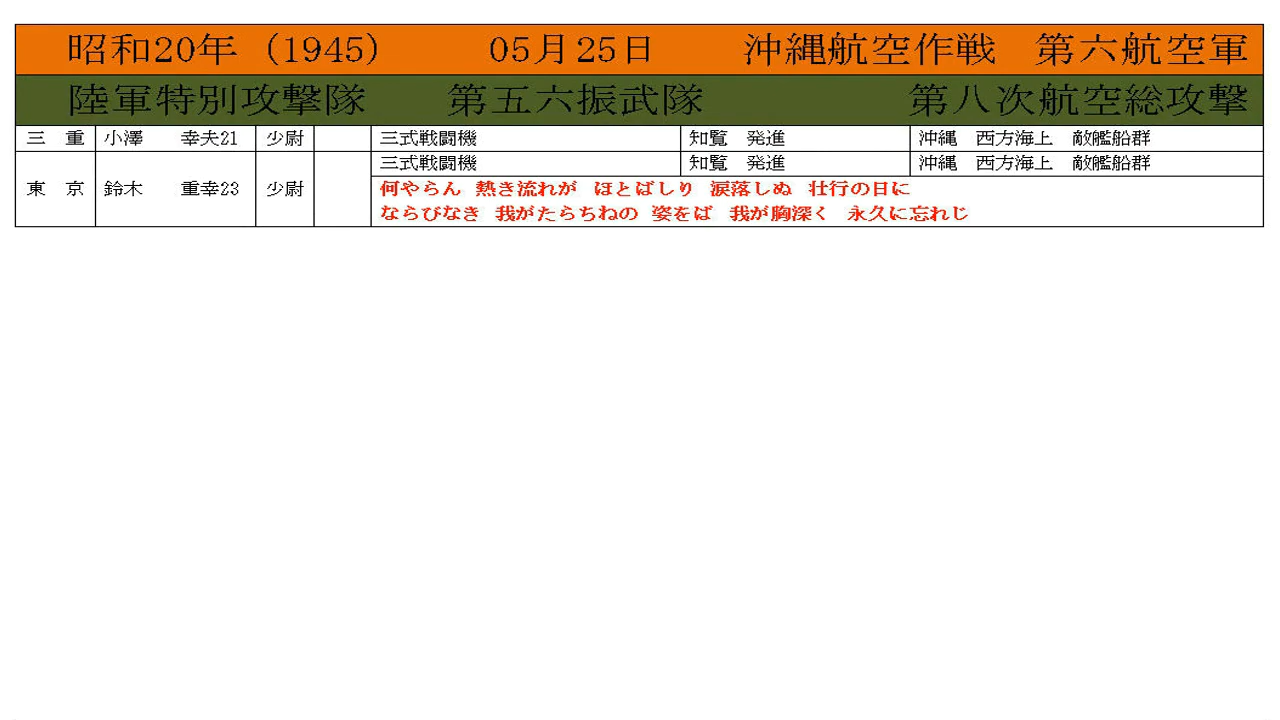 昭和20年（1945） 05月25日 沖縄航空作戦 第六航空軍
陸軍特別攻撃隊 第五六振武隊 第八次航空総攻撃
三 重 小澤 幸夫21 少尉 三式戦闘機 知覧 発進 沖縄 西方海上 敵艦船群
三式戦闘機 知覧 発進 沖縄 西方海上 敵艦船群
東 京 鈴木 重幸23 少尉 何やらん 熱き流れが ほとばしり 涙落しぬ 壮行の日に
ならびなき 我がたらちねの 姿をば 我が胸深く 永久に忘れじ